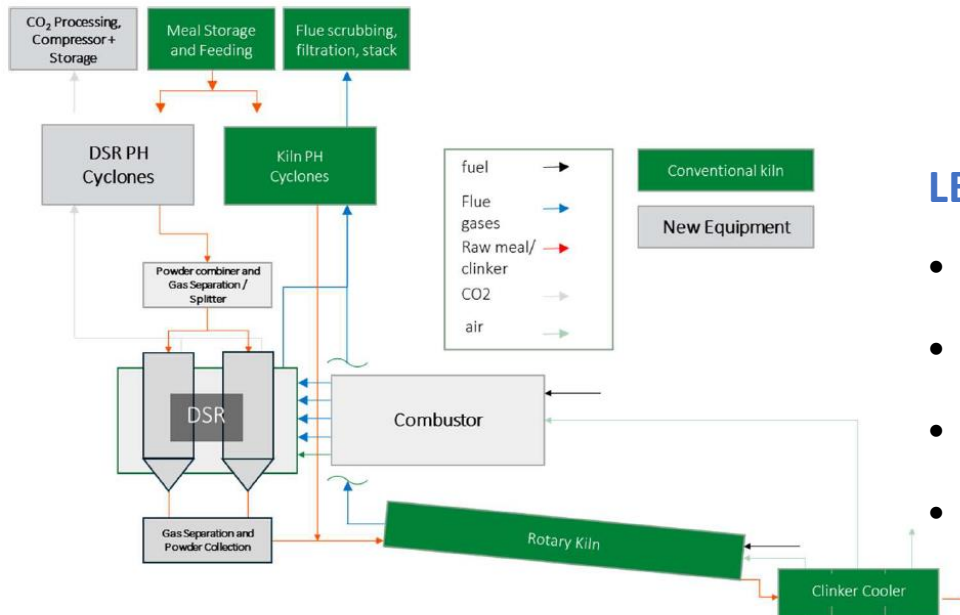 CO₂ Processing,
Compressor +
Storage
Meal Storage
and Feeding
Flue scrubbing,
filtration, stack
DSR PH
Cyclones
Kiln PH
Cyclones
fuel
Flue
gases
Raw meal/
clinker
CO2
air
Conventional kiln
New Equipment
LE
Powder combiner and
Gas Separation /
Splitter
DSR
Combustor
Gas Separation and
Powder Collection
Rotary Kiln
Clinker Cooler